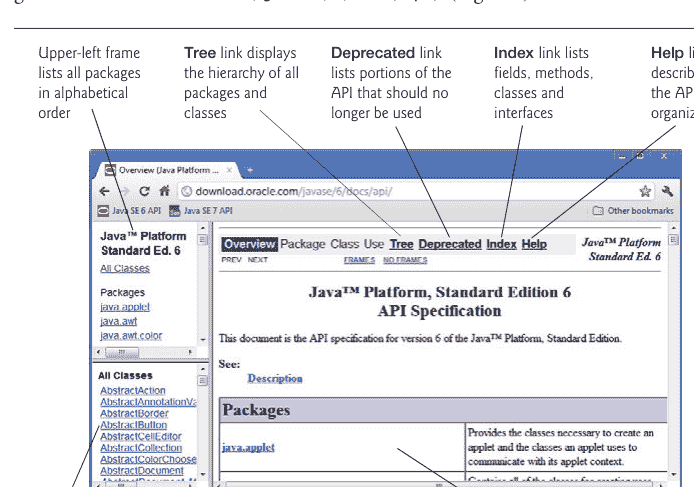 Upper-left frame
lists all packages
in alphabetical
order
Tree link displays
the hierarchy of all
packages and
classes
Deprecated link
lists portions of the
API that should no
longer be used
Index link lists
fields, methods,
classes and
interfaces
Help
the AP
Overview (Java Platform ...
download.oracle.com/javase/6/docs/api/
Java SE 6 API Java SE 7 API Other bookmarks
Java™ Platform
Standard Ed. 6
All Classes
Packages
java.applet
java.awt
java.awt.color
All Classes
AbstractAction
AbstractAnnotationVa
AbstractBorder
AbstractButton
AbstractCellEditor
AbstractCollection
AbstractColorChoose
AbstractDocument
Overview Package Class Use Tree Deprecated Index Help
PREV NEXT FRAMES NO FRAMES
Java™ Platform
Standard Ed. 6
Java™ Platform, Standard Edition 6
API Specification
This document is the API specification for version 6 of the Java™ Platform, Standard Edition.
See:
Description
Packages
java.applet
Provides the classes necessary to create an
applet and the classes an applet uses to
communicate with its applet context.